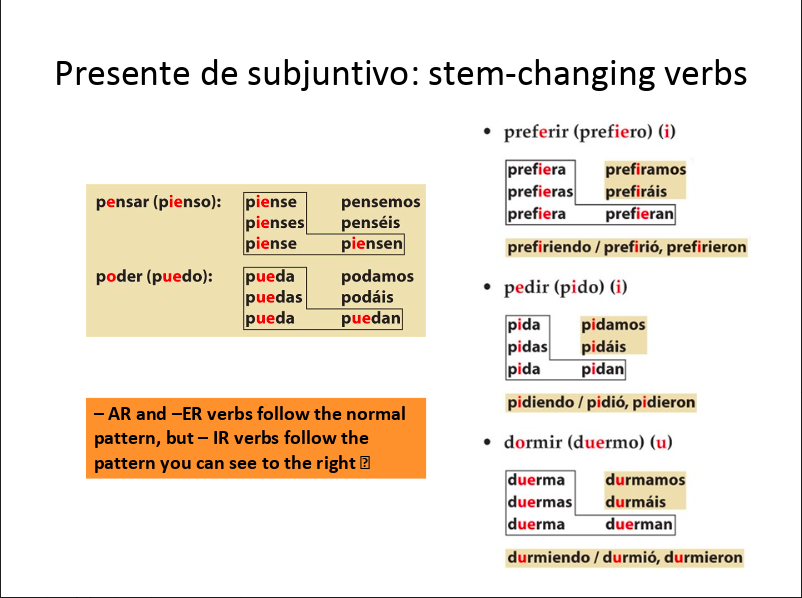 Presente de subjuntivo: stem-changing verbs
pensar (pienso): piense pensemos
pienses penséis
piense piensen
poder (puedo): pueda podamos
puedas podáis
pueda puedan
– AR and –ER verbs follow the normal
pattern, but – IR verbs follow the
pattern you can see to the right
• preferir (prefiero) (i)
prefiera prefiramos
prefieras prefiráis
prefiera prefieran
prefiriendo / prefirió, prefirieron
• pedir (pido) (i)
pida pidamos
pidas pidáis
pida pidan
pidiendo / pidió, pidieron
• dormir (duermo) (u)
duerma durmamos
duermas durmáis
duerma duerman
durmiendo / durmió, durmieron